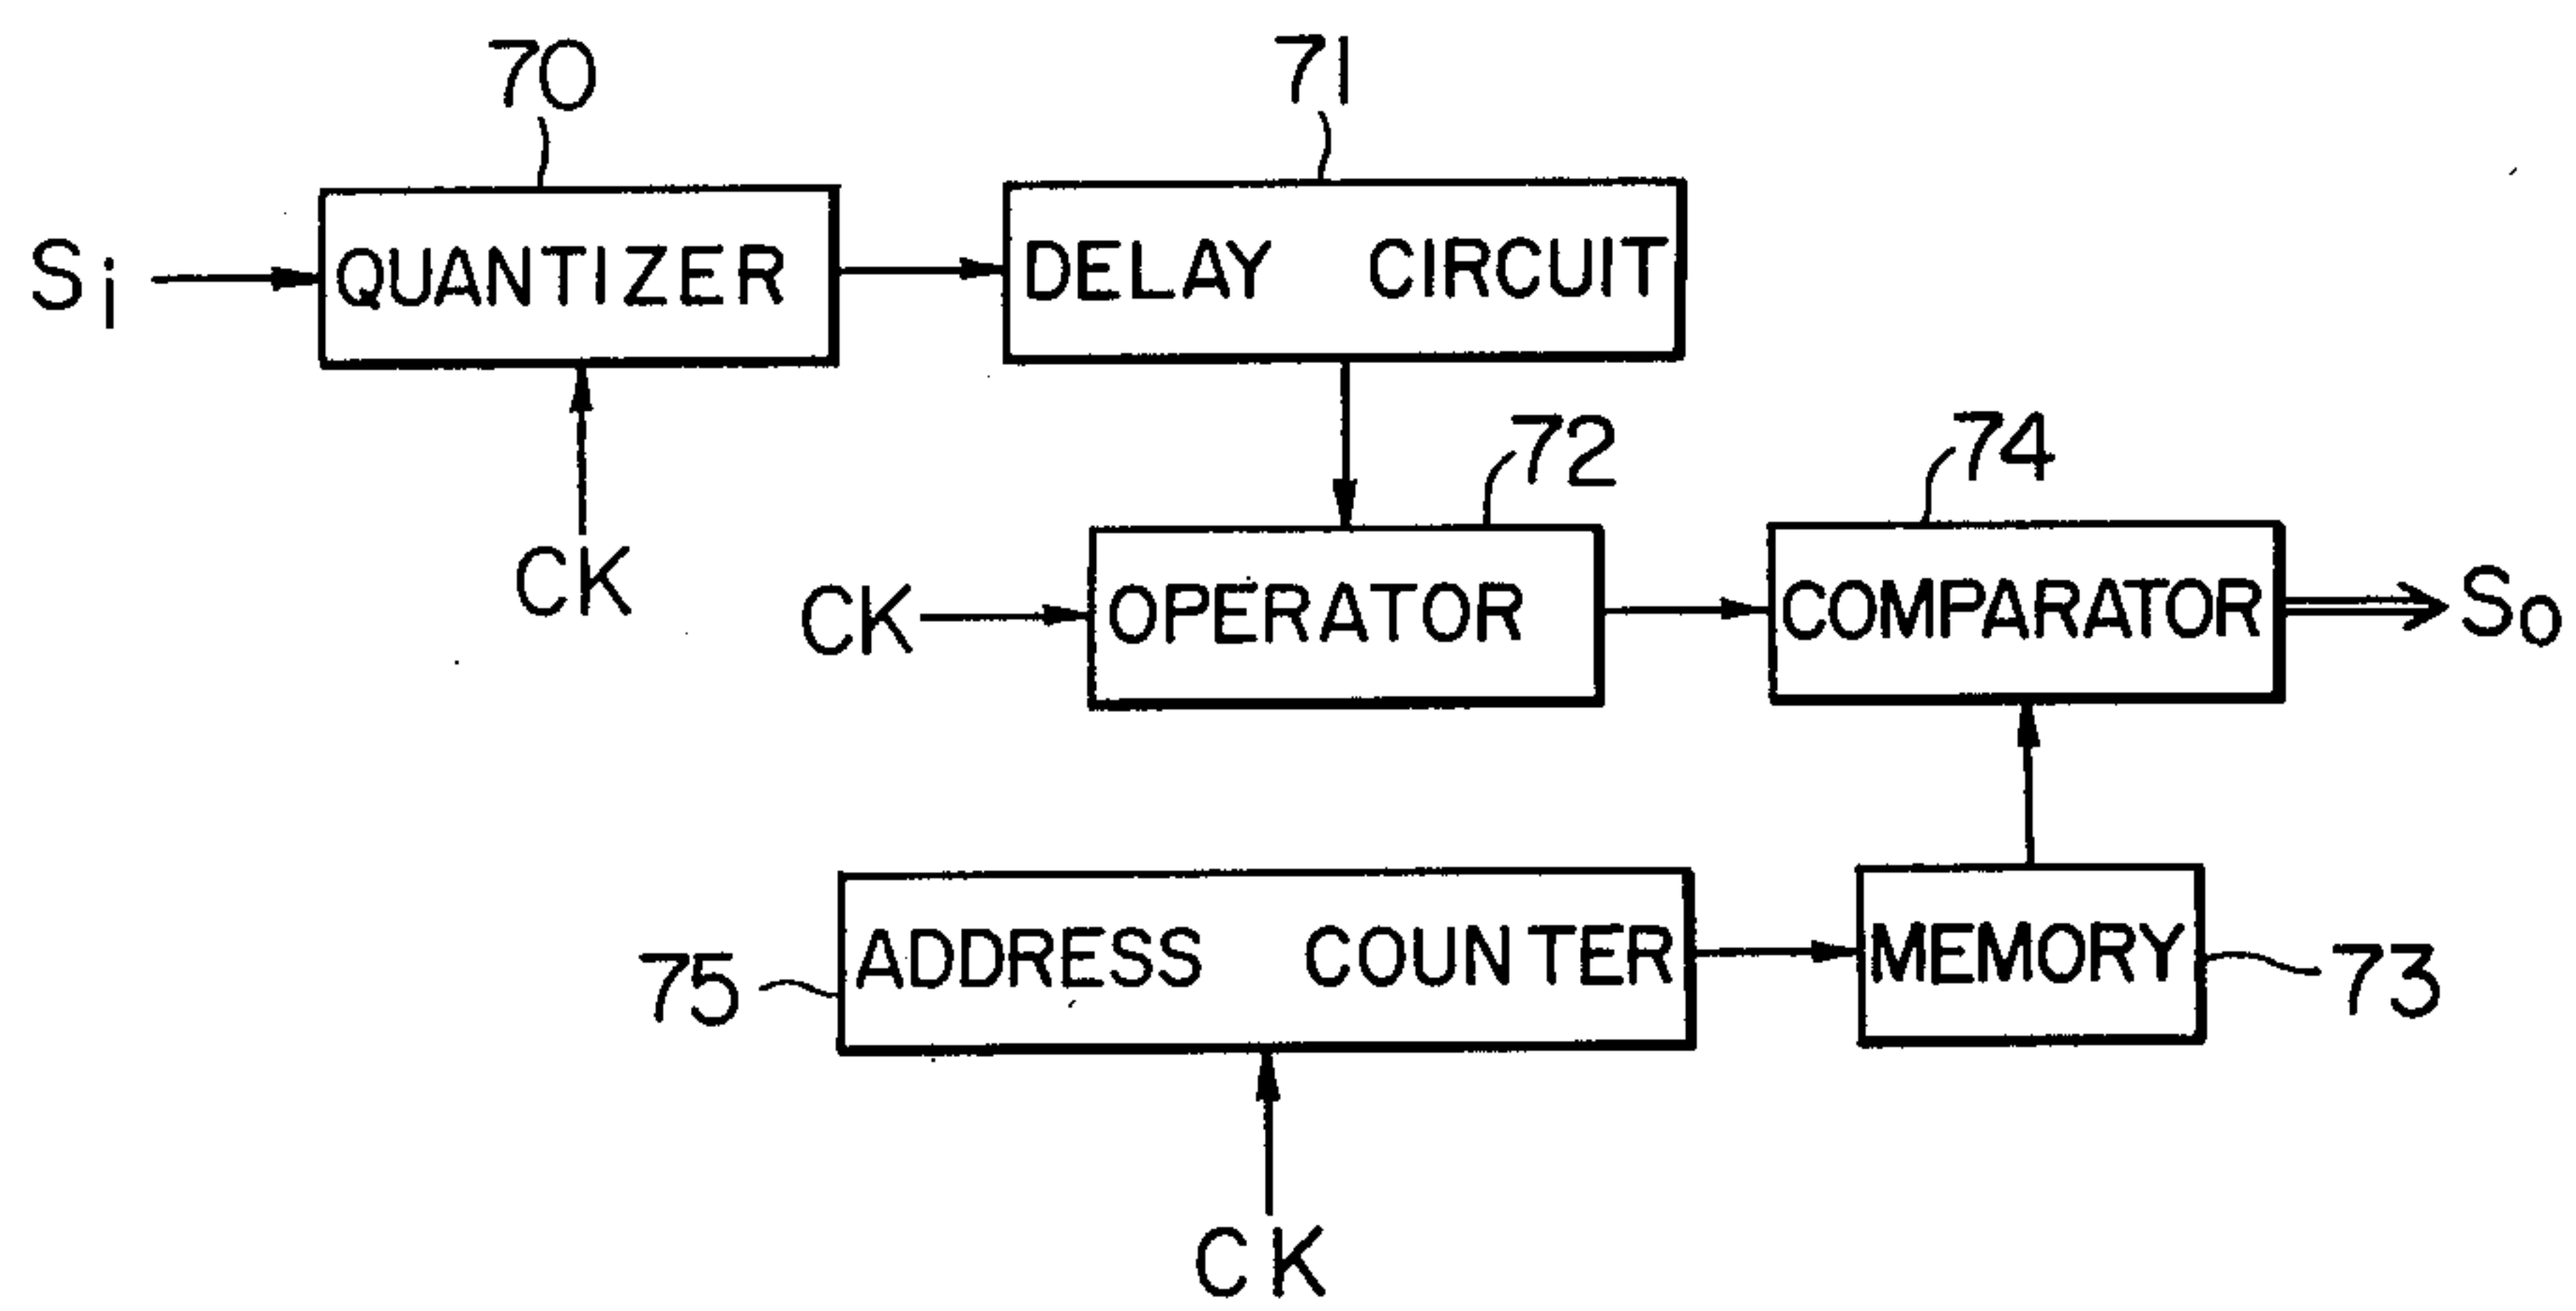 70
71
Si
QUANTIZER
DELAY CIRCUIT
72
74
CK
CK
OPERATOR
COMPARATOR
So
75
ADDRESS COUNTER
MEMORY
73
CK